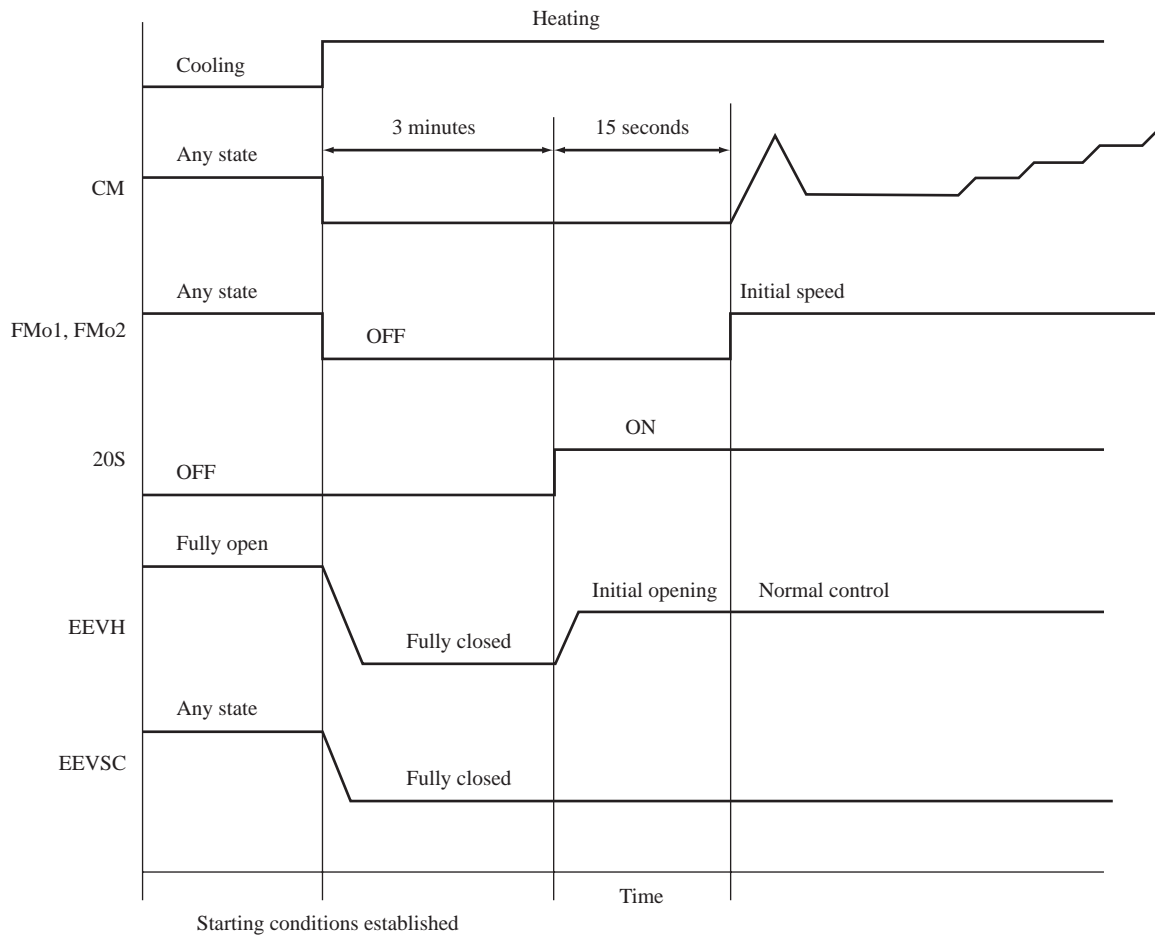 Heating
Cooling
3 minutes
15 seconds
Any state
CM
Any state
Initial speed
FMo1, FMo2
OFF
ON
20S
OFF
Fully open
Initial opening
Normal control
EEVH
Fully closed
Any state
EEVSC
Fully closed
Time
Starting conditions established